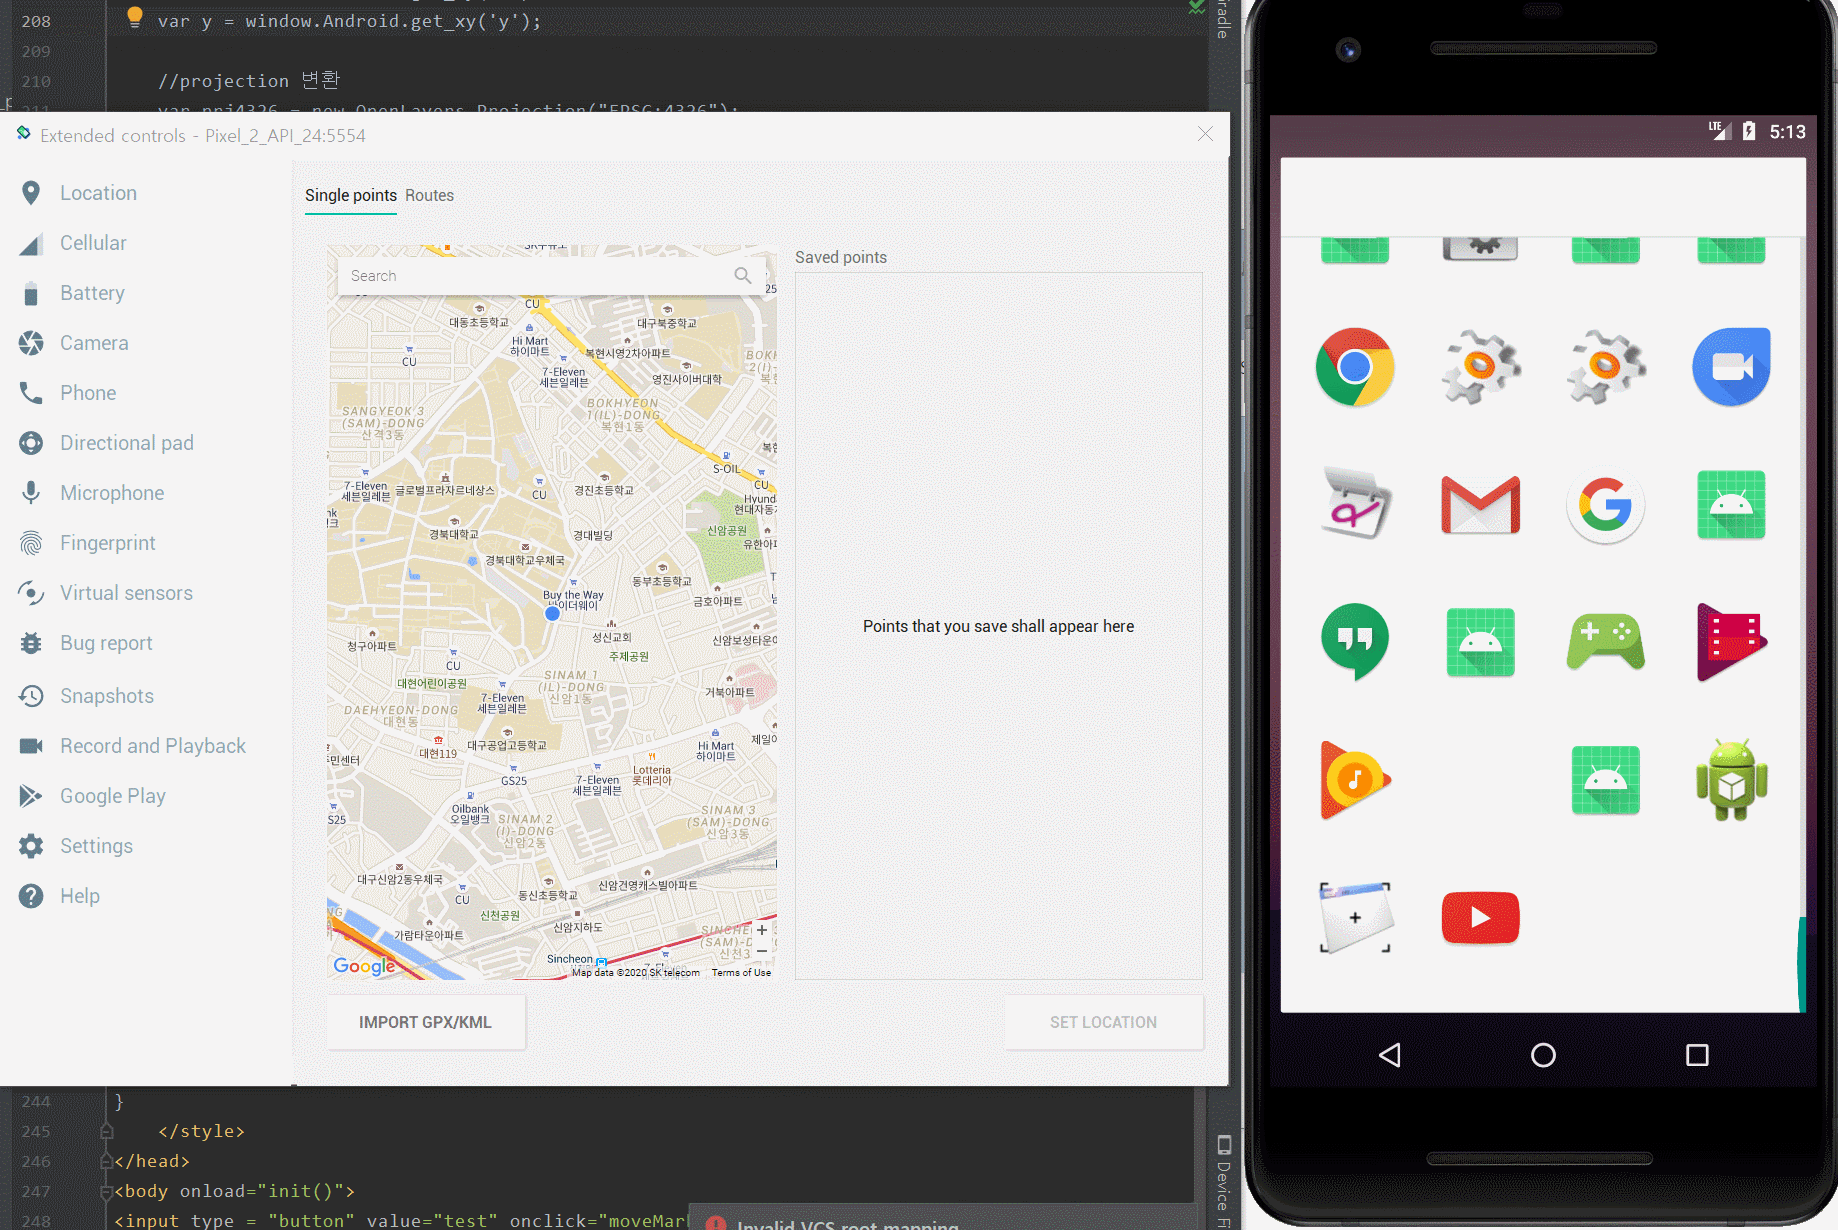 208 var y = window.Android.get_xy('y');
209
210 //projection 변환
211 var prj4326 = new OpenLayers.Projection("EPSG:4326");
Gradle
Extended controls - Pixel_2_API_24:5554
Location
Cellular
Battery
Camera
Phone
Directional pad
Microphone
Fingerprint
Virtual sensors
Bug report
Snapshots
Record and Playback
Google Play
Settings
Help
Single points Routes
Search
Saved points
CU
대동초등학교
대구북중학교
Hi Mart
하이마트
복현시영2차아파트
CU
7-Eleven
세븐일레븐
영진사이버대학
SANGYEOK 3
(SAM)-DONG
산격3동
BOKHYEON
1(IL)-DONG
복현1동
S-OIL
7-Eleven
세븐일레븐
글로벌프라자르네상스
CU
경진초등학교
CU
경북대학교
경대빌딩
신암공원
경북대학교우체국
동부초등학교
Buy the Way
바이더웨이
금호아파트
성신교회
청구아파트
주제공원
CU
대현어린이공원
SINAM 1
(IL)-DONG
신암1동
7-Eleven
세븐일레븐
거북아파트
DAEHYEON-DONG
대현동
대현119
대구공업고등학교
Hi Mart
하이마트
GS25
7-Eleven
세븐일레븐
Lotteria
롯데리아
Oilbank
오일뱅크
SINAM 2
(I)-DONG
신암2동
SINAM 3
(SAM)-DONG
신암3동
대구신암2동우체국
CU
동신초등학교
신암건영캐스빌아파트
신천공원
신암지하도
가람타운아파트
Sincheon
Google
Map data ©2020 SK telecom Terms of Use
Points that you save shall appear here
IMPORT GPX/KML
SET LOCATION
244 }
245 </style>
246 </head>
247 <body onload="init()">
248 <input type = "button" value="test" onclick="moveMar
Invalid VCS root mapping
Device Fi
LTE 5:13